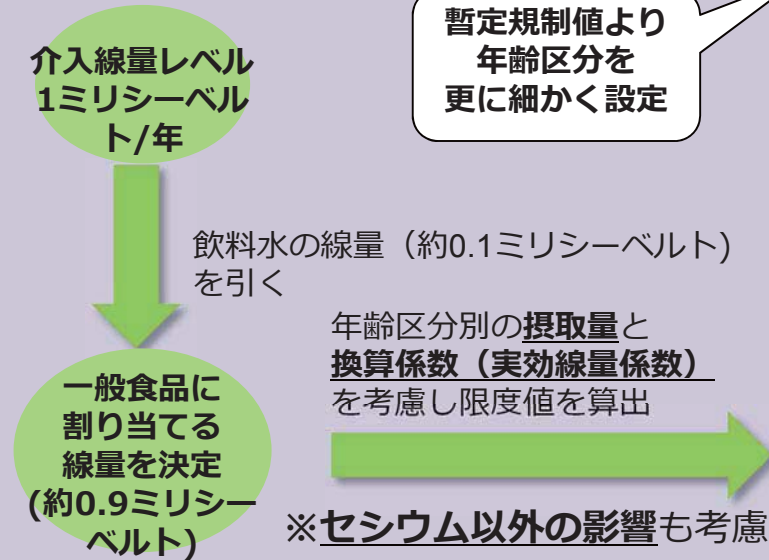 暫定規制値より
年齢区分を
更に細かく設定
介入線量レベル
1ミリシーベル
ト/年
飲料水の線量（約0.1ミリシーベルト)
を引く
年齢区分別の摂取量と
換算係数（実効線量係数）
を考慮し限度値を算出
一般食品に
割り当てる
線量を決定
(約0.9ミリシー
ベルト)
※セシウム以外の影響も考慮